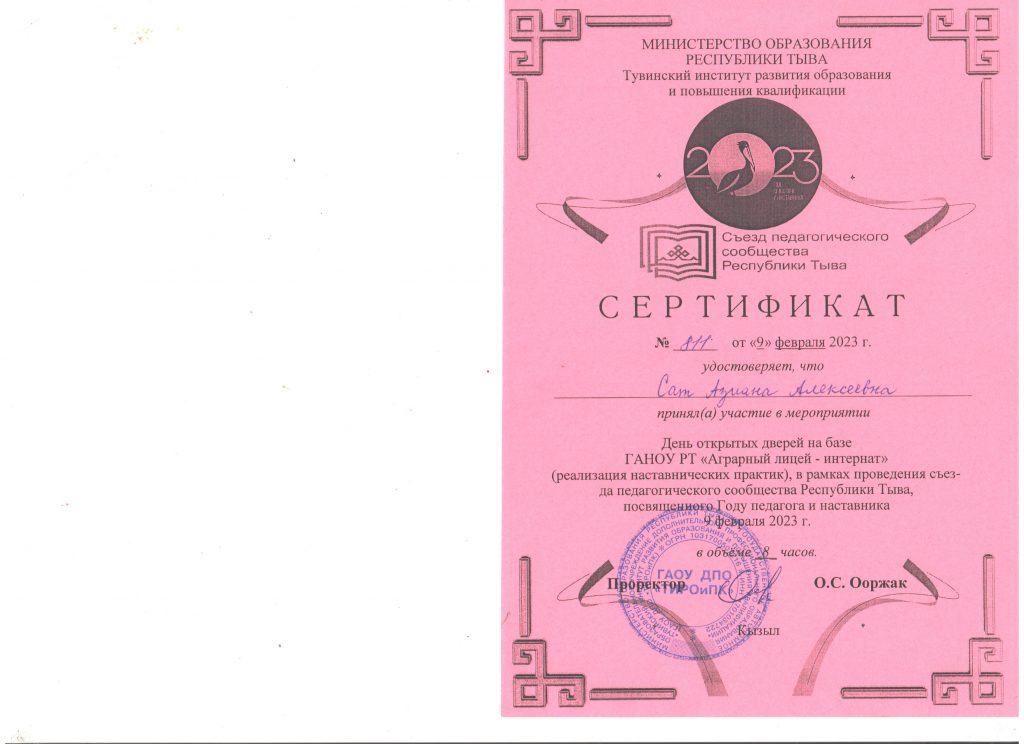 МИНИСТЕРСТВО ОБРАЗОВАНИЯ
РЕСПУБЛИКИ ТЫВА
Тувинский институт развития образования
и повышения квалификации
2023
Съезд педагогического
сообщества
Республики Тыва
СЕРТИФИКАТ
№ 811 от «9» февраля 2023 г.
удостоверяет, что
Сат Азиана Алексеевна
принял(а) участие в мероприятии
День открытых дверей на базе
ГАНОУ РТ «Аграрный лицей - интернат»
(реализация наставнических практик), в рамках проведения съез-
да педагогического сообщества Республики Тыва,
посвященного Году педагога и наставника
9 февраля 2023 г.
в объеме 8 часов.
Проректор О.С. Ооржак
ГАОУ ДПО
«ТИРОиПК»
Кызыл